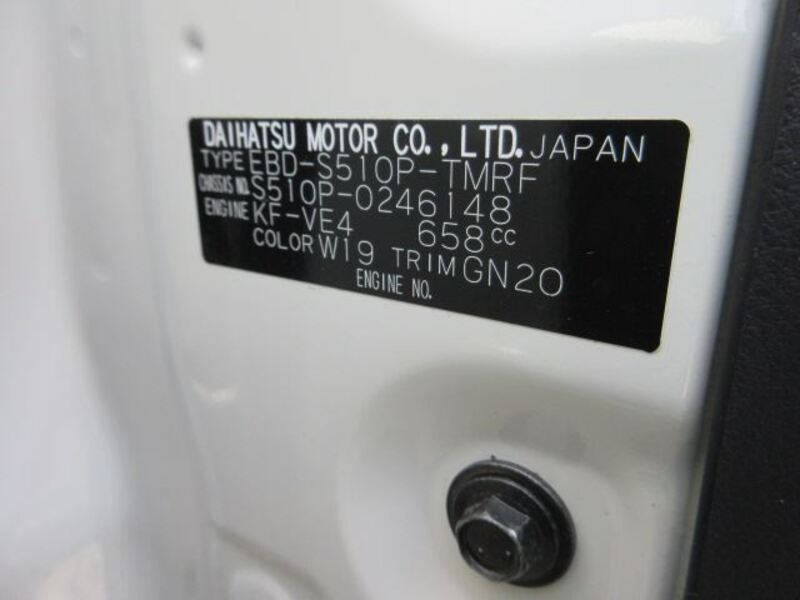 DAIHATSU MOTOR CO., LTD. JAPAN
TYPE EBD-S510P-TMRF
CHASSIS NO. S510P-0246148
ENGINE KF-VE4 658cc
COLOR W19 TRIM GN20
ENGINE NO.